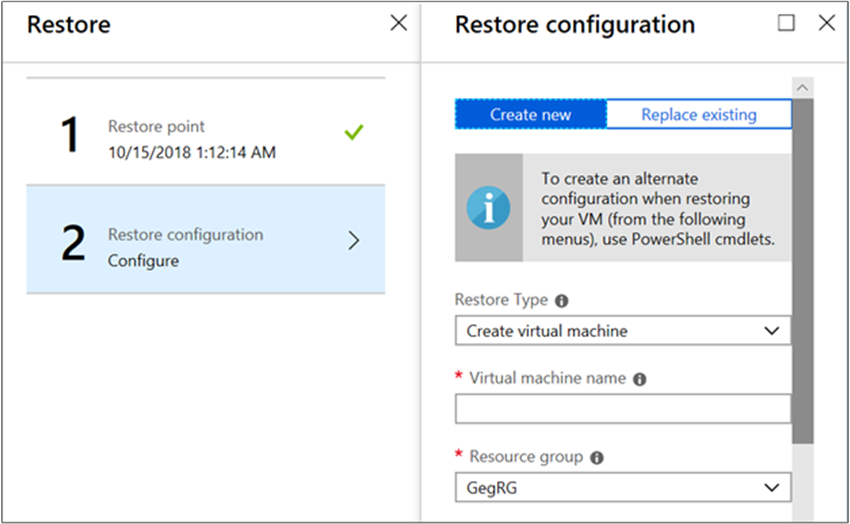 Restore
1
Restore point
10/15/2018 1:12:14 AM
2
Restore configuration
Configure
Restore configuration
Create new
Replace existing
To create an alternate
configuration when restoring
your VM (from the following
menus), use PowerShell cmdlets.
Restore Type
Create virtual machine
* Virtual machine name
* Resource group
GegRG